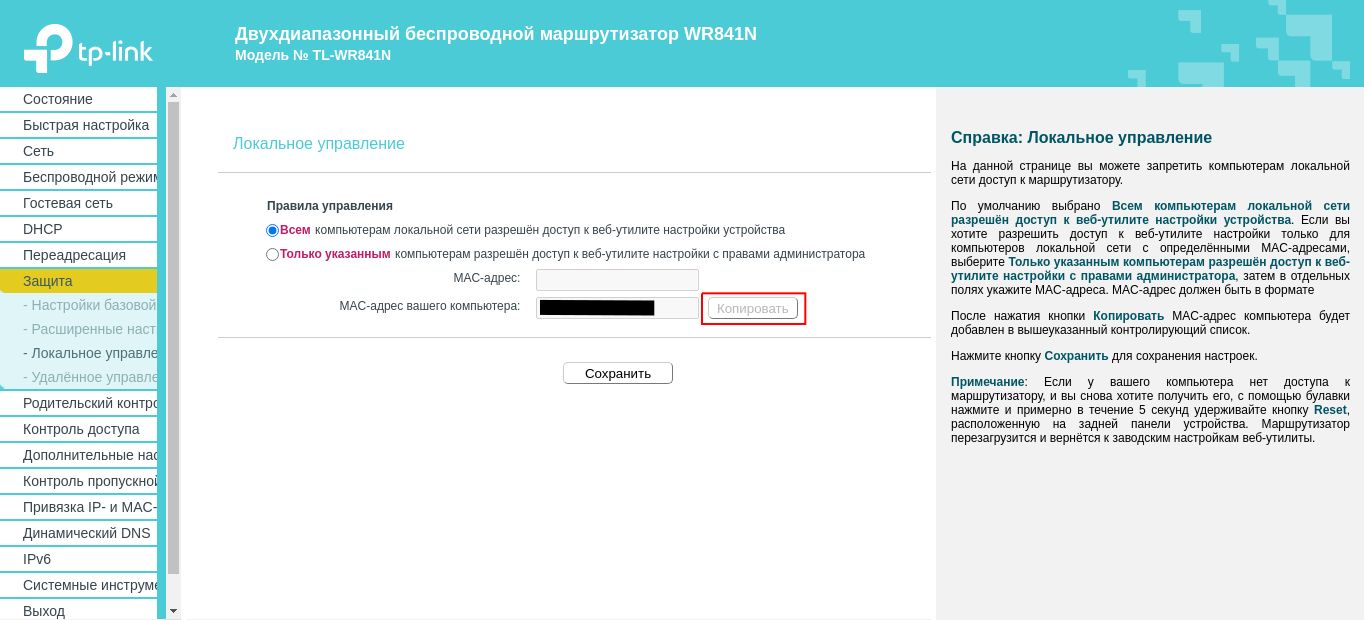 tp-link
Двухдиапазонный беспроводной маршрутизатор WR841N
Модель № TL-WR841N
Состояние
Быстрая настройка
Сеть
Беспроводной режим
Гостевая сеть
DHCP
Переадресация
Защита
- Настройки базовой
- Расширенные наст
- Локальное управле
- Удалённое управле
Родительский контро
Контроль доступа
Дополнительные нас
Контроль пропускной
Привязка IP- и MAC-
Динамический DNS
IPv6
Системные инструме
Выход
Локальное управление
Правила управления
Всем компьютерам локальной сети разрешён доступ к веб-утилите настройки устройства
Только указанным компьютерам разрешён доступ к веб-утилите настройки с правами администратора
MAC-адрес:
MAC-адрес вашего компьютера:
Копировать
Сохранить
Справка: Локальное управление
На данной странице вы можете запретить компьютерам локальной
сети доступ к маршрутизатору.
По умолчанию выбрано Всем компьютерам локальной сети
разрешён доступ к веб-утилите настройки устройства. Если вы
хотите разрешить доступ к веб-утилите настройки только для
компьютеров локальной сети с определёнными MAC-адресами,
выберите Только указанным компьютерам разрешён доступ к веб-
утилите настройки с правами администратора, затем в отдельных
полях укажите MAC-адреса. MAC-адрес должен быть в формате
После нажатия кнопки Копировать MAC-адрес компьютера будет
добавлен в вышеуказанный контролирующий список.
Нажмите кнопку Сохранить для сохранения настроек.
Примечание: Если у вашего компьютера нет доступа к
маршрутизатору, и вы снова хотите получить его, с помощью булавки
нажмите и примерно в течение 5 секунд удерживайте кнопку Reset,
расположенную на задней панели устройства. Маршрутизатор
перезагрузится и вернётся к заводским настройкам веб-утилиты.